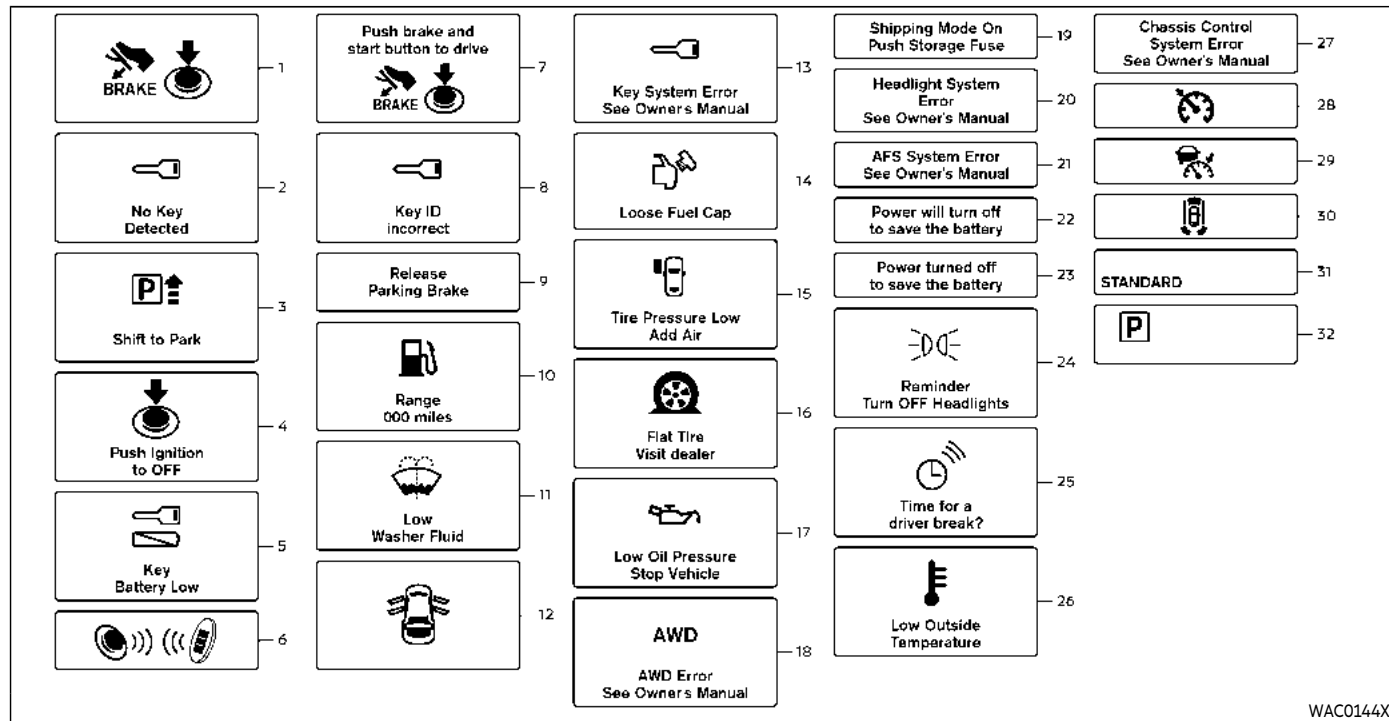 BRAKE
1
No Key
Detected
2
P
Shift to Park
3
Push Ignition
to OFF
4
Key
Battery Low
5
6
Push brake and
start button to drive
BRAKE
7
Key ID
incorrect
8
Release
Parking Brake
9
Range
000 miles
10
Low
Washer Fluid
11
12
Key System Error
See Owner's Manual
13
Loose Fuel Cap
14
Tire Pressure Low
Add Air
15
Flat Tire
Visit dealer
16
Low Oil Pressure
Stop Vehicle
17
AWD
AWD Error
See Owner's Manual
18
Shipping Mode On
Push Storage Fuse
19
Headlight System
Error
See Owner's Manual
20
AFS System Error
See Owner's Manual
21
Power will turn off
to save the battery
22
Power turned off
to save the battery
23
Reminder
Turn OFF Headlights
24
Time for a
driver break?
25
Low Outside
Temperature
26
Chassis Control
System Error
See Owner's Manual
27
28
29
30
STANDARD
31
P
32
WAC0144X